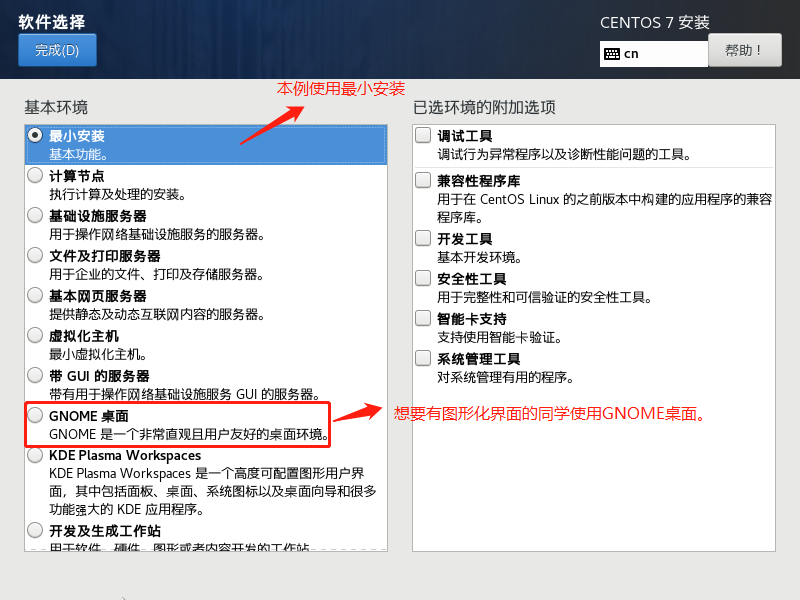 软件选择
完成(D)
CENTOS 7 安装
cn
帮助！
本例使用最小安装
基本环境
最小安装
基本功能。
计算节点
执行计算及处理的安装。
基础设施服务器
用于操作网络基础设施服务的服务器。
文件及打印服务器
用于企业的文件、打印及存储服务器。
基本网页服务器
提供静态及动态互联网内容的服务器。
虚拟化主机
最小虚拟化主机。
带 GUI 的服务器
带有用于操作网络基础设施服务 GUI 的服务器。
GNOME 桌面
GNOME 是一个非常直观且用户友好的桌面环境。
KDE Plasma Workspaces
KDE Plasma Workspaces 是一个高度可配置图形用户界
面，其中包括面板、桌面、系统图标以及桌面向导和很多
功能强大的 KDE 应用程序。
开发及生成工作站
用于软件、硬件、图形或者内容开发的工作站
已选环境的附加选项
调试工具
调试行为异常程序以及诊断性能问题的工具。
兼容性程序库
用于在 CentOS Linux 的之前版本中构建的应用程序的兼容
程序库。
开发工具
基本开发环境。
安全性工具
用于完整性和可信验证的安全性工具。
智能卡支持
支持使用智能卡验证。
系统管理工具
对系统管理有用的程序。
想要有图形化界面的同学使用GNOME桌面。